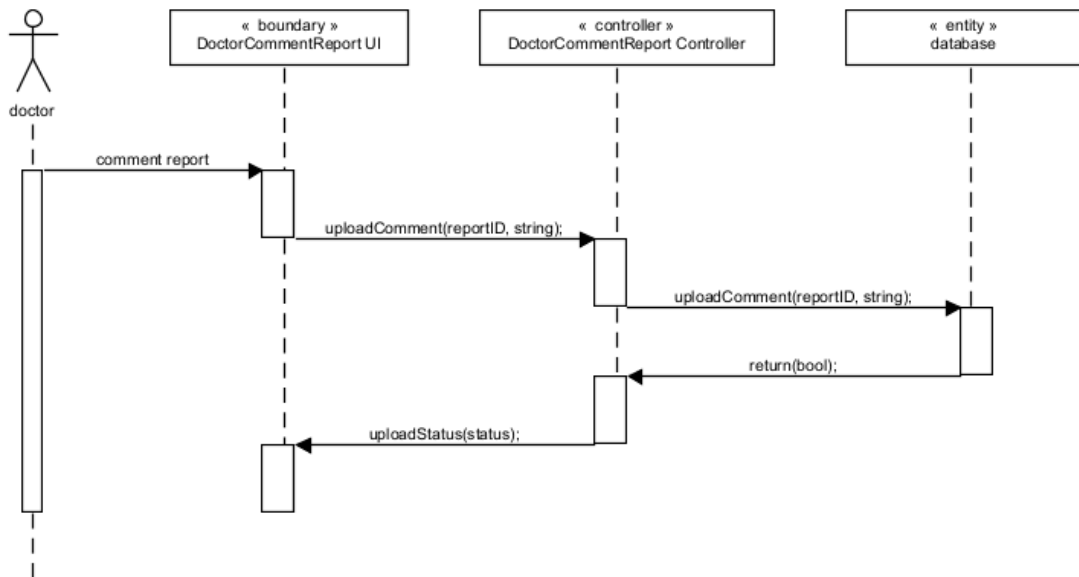 « boundary »
DoctorCommentReport UI
« controller »
DoctorCommentReport Controller
« entity »
database
doctor
comment report
uploadComment(reportID, string);
uploadComment(reportID, string);
return(bool);
uploadStatus(status);